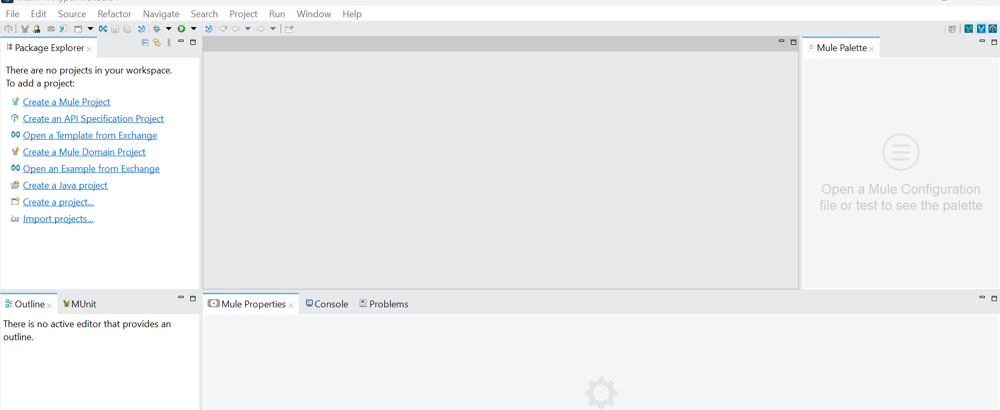 File Edit Source Refactor Navigate Search Project Run Window Help
Package Explorer
There are no projects in your workspace.
To add a project:
Create a Mule Project
Create an API Specification Project
Open a Template from Exchange
Create a Mule Domain Project
Open an Example from Exchange
Create a Java project
Create a project...
Import projects...
Mule Palette
Open a Mule Configuration
file or test to see the palette
Outline MUnit
There is no active editor that provides an
outline.
Mule Properties Console Problems